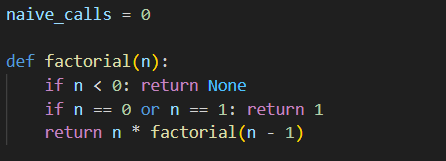 naive_calls = 0
def factorial(n):
    if n < 0: return None
    if n == 0 or n == 1: return 1
    return n * factorial(n - 1)